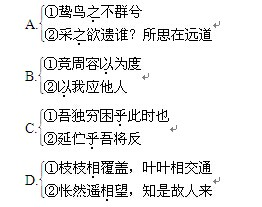 A. ①鸷鸟之不群兮
②采之欲遗谁？所思在远道
B. ①竞周容以为度
②以我应他人
C. ①吾独穷困乎此时也
②延伫乎吾将反
D. ①枝枝相覆盖，叶叶相交通
②怅然遥相望，知是故人来